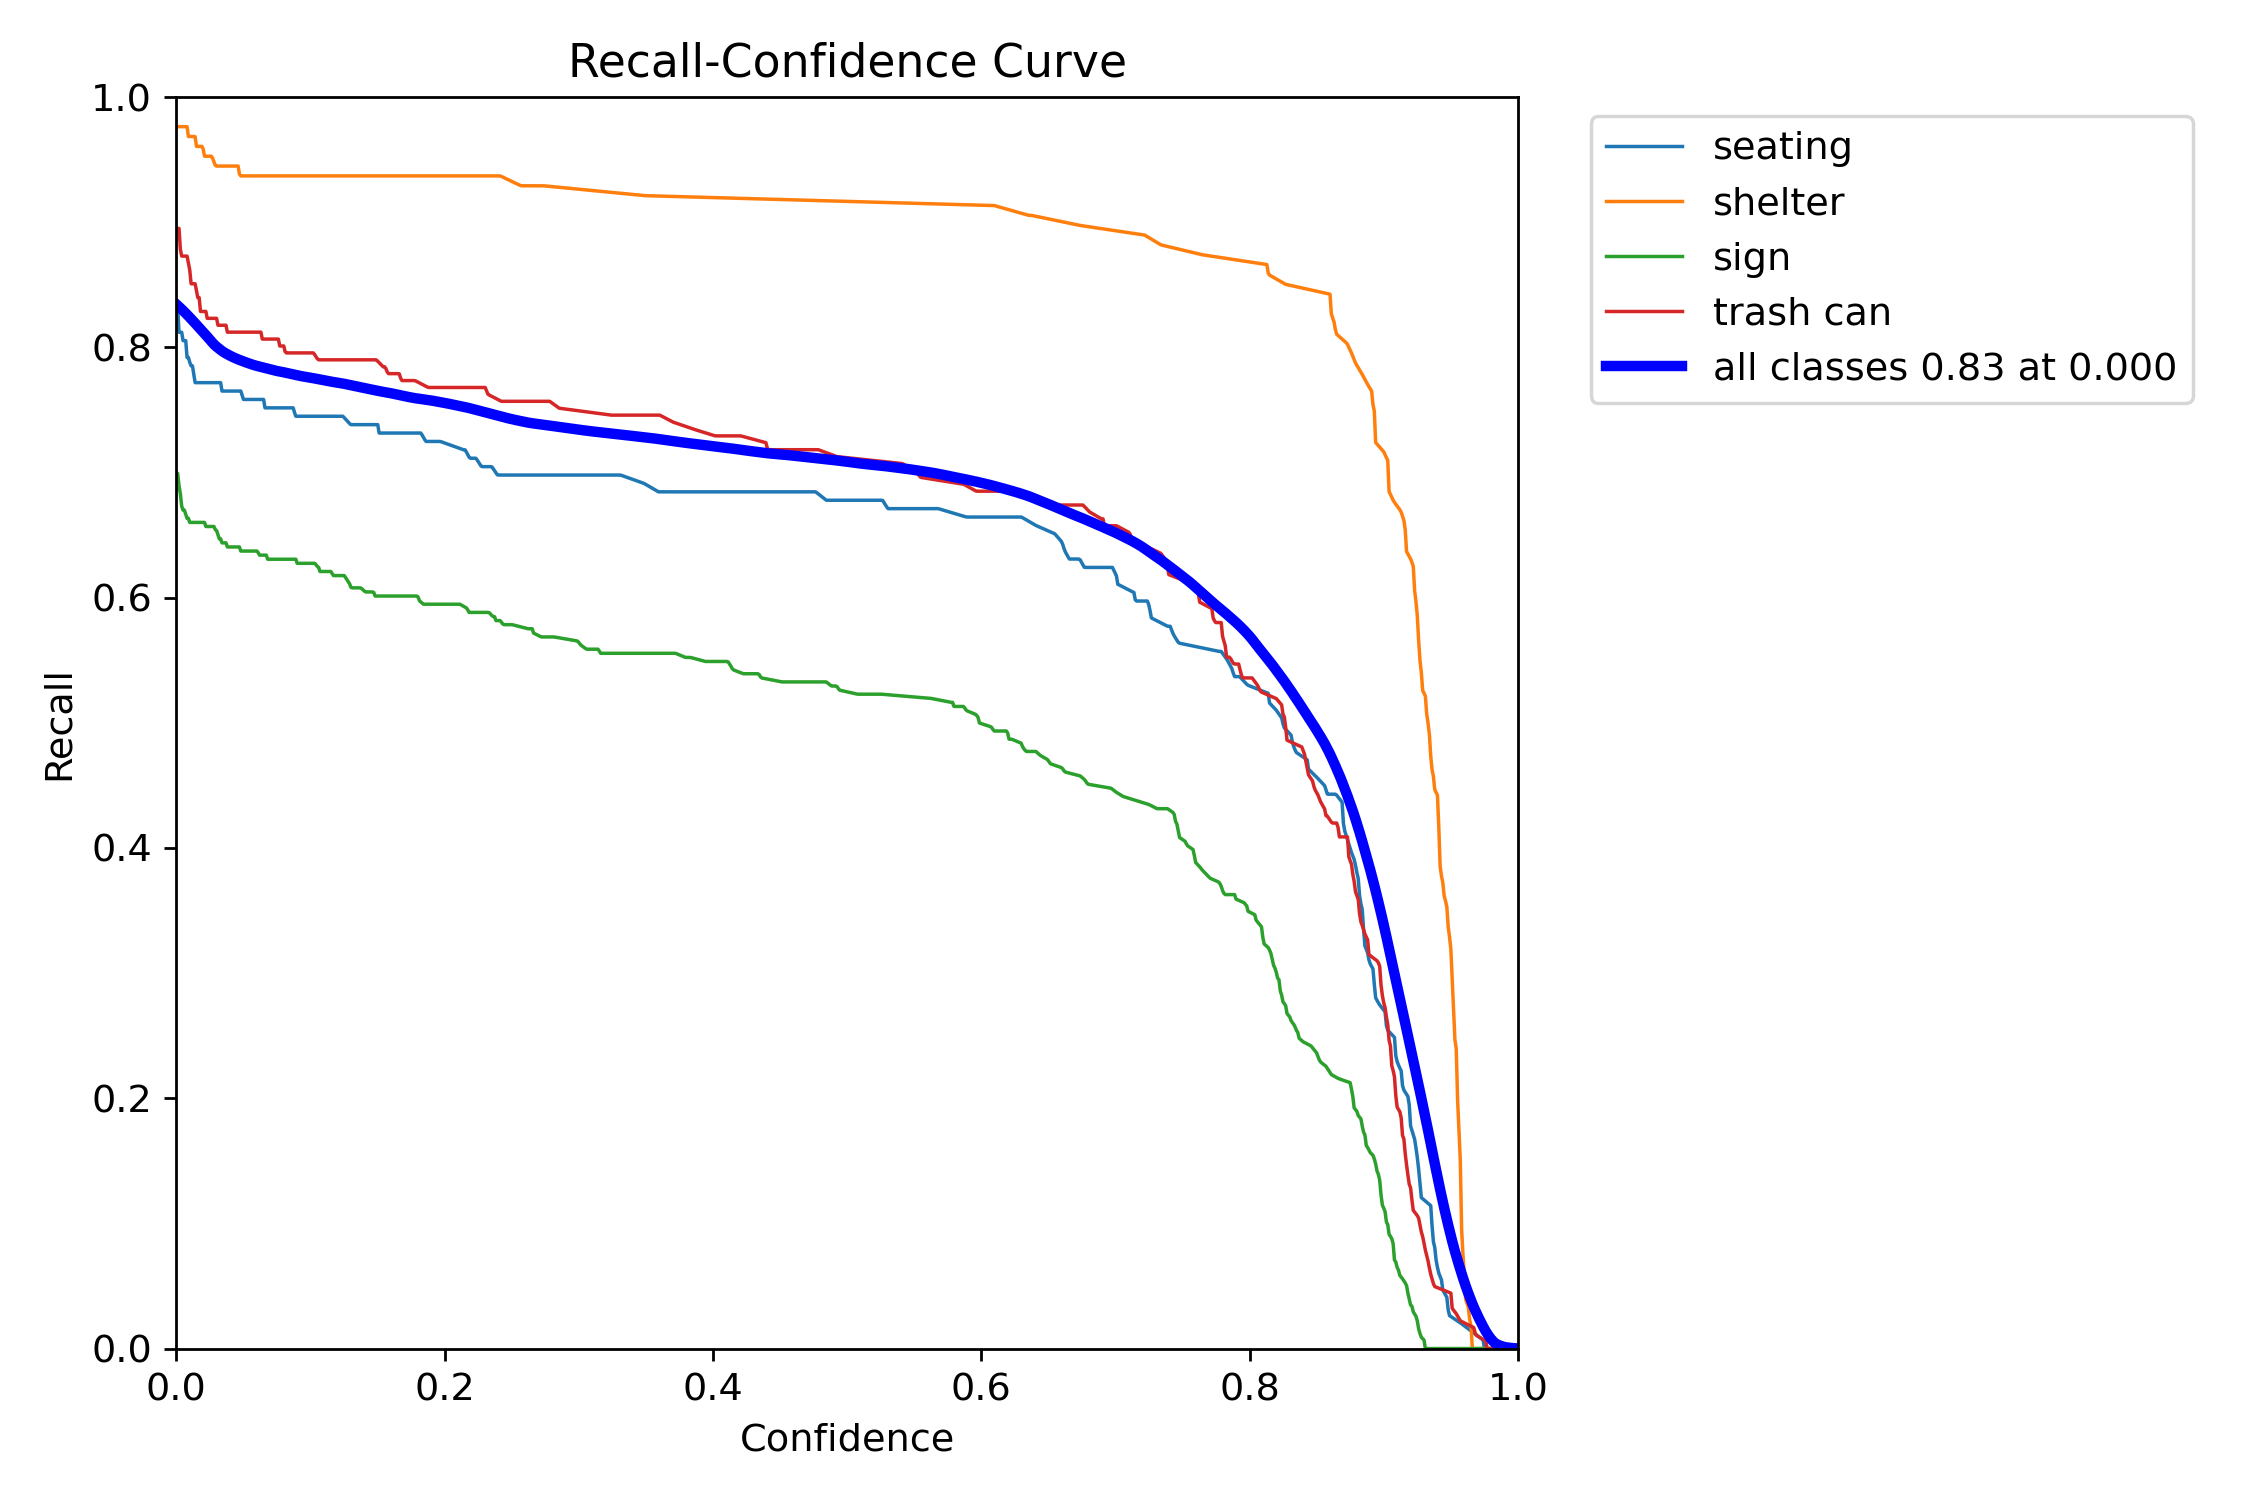 Recall-Confidence Curve
1.0
0.8
0.6
0.4
0.2
0.0
Recall
0.0 0.2 0.4 0.6 0.8 1.0
Confidence
seating
shelter
sign
trash can
all classes 0.83 at 0.000